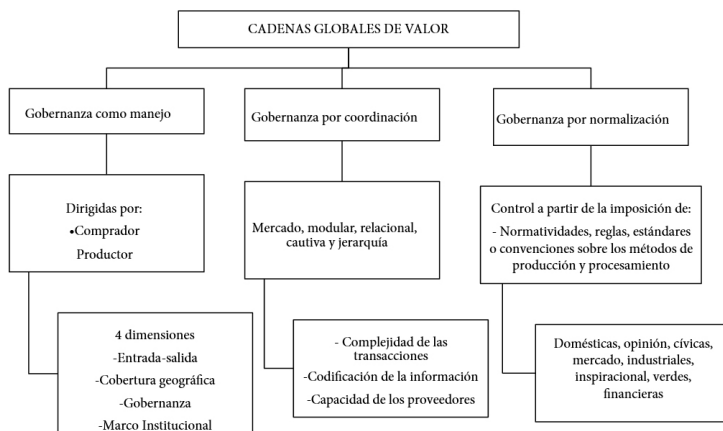 CADENAS GLOBALES DE VALOR
Gobernanza como manejo
Gobernanza por coordinación
Gobernanza por normalización
Dirigidas por:
•Comprador
Productor
Mercado, modular, relacional,
cautiva y jerarquía
Control a partir de la imposición de:
- Normatividades, reglas, estándares
o convenciones sobre los métodos de
producción y procesamiento
4 dimensiones
-Entrada-salida
-Cobertura geográfica
-Gobernanza
-Marco Institucional
- Complejidad de las
transacciones
-Codificación de la información
-Capacidad de los proveedores
Domésticas, opinión, cívicas,
mercado, industriales,
inspiracional, verdes,
financieras